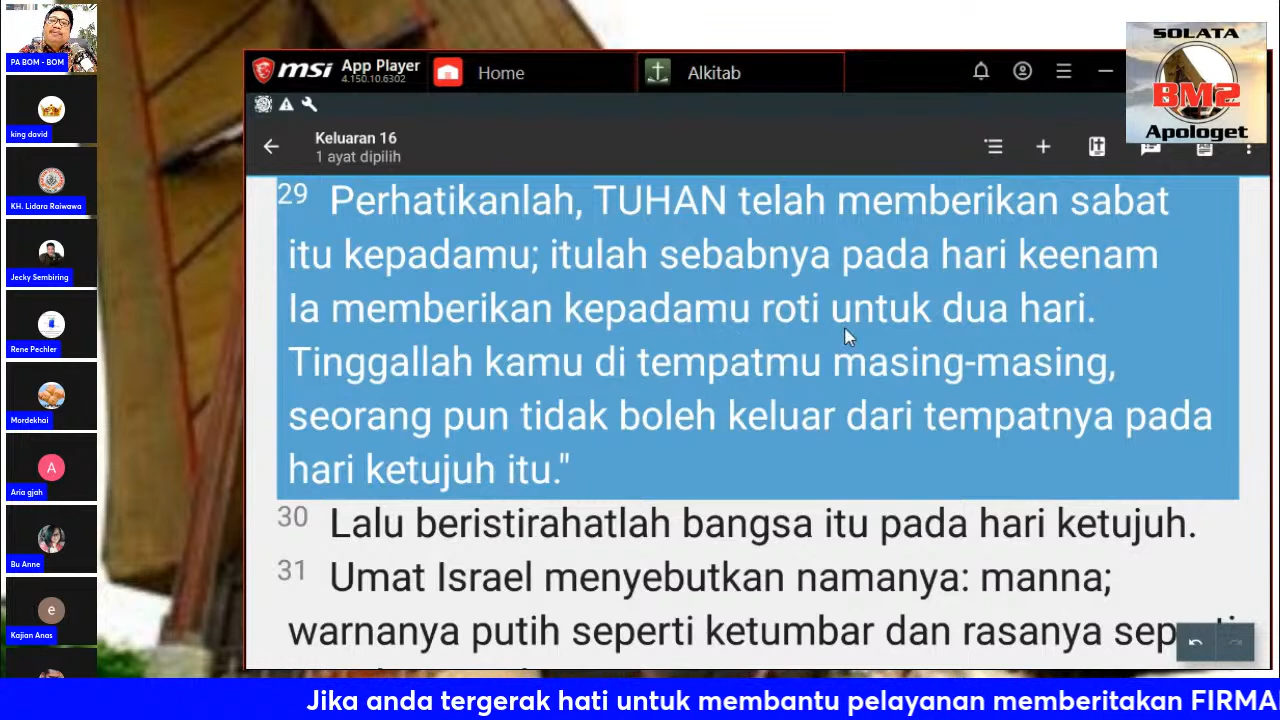 PA BOM - BOM
king david
KH. Lidara Raiwawa
Jecky Sembiring
Rene Pechler
Mordekhai
A
Aria gjah
Bu Anne
e
Kajian Anas
msi App Player
4.150.10.6302
Home
Alkitab
SOLATA
BM2
Apologet
Keluaran 16
1 ayat dipilih
29 Perhatikanlah, TUHAN telah memberikan sabat
itu kepadamu; itulah sebabnya pada hari keenam
Ia memberikan kepadamu roti untuk dua hari.
Tinggallah kamu di tempatmu masing-masing,
seorang pun tidak boleh keluar dari tempatnya pada
hari ketujuh itu."
30 Lalu beristirahatlah bangsa itu pada hari ketujuh.
31 Umat Israel menyebutkan namanya: manna;
warnanya putih seperti ketumbar dan rasanya
Jika anda tergerak hati untuk membantu pelayanan memberitakan FIRMA